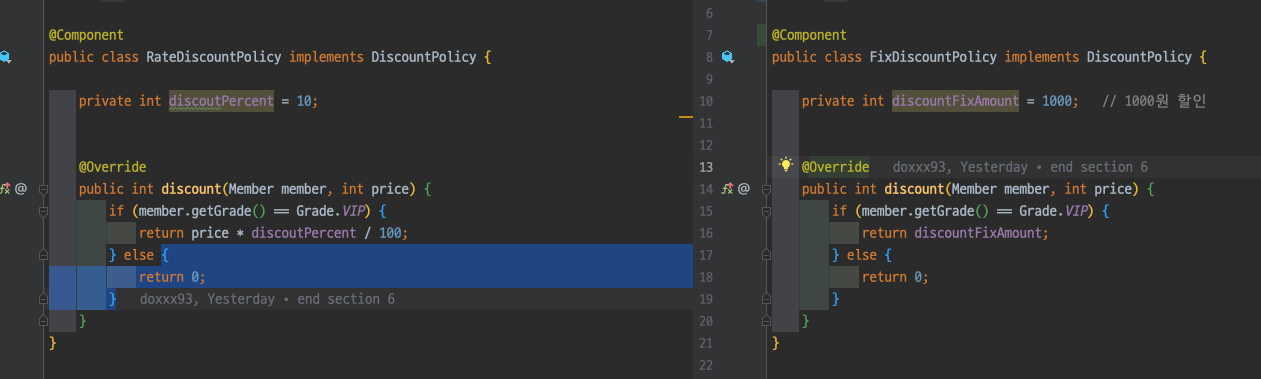 @Component
public class RateDiscountPolicy implements DiscountPolicy {
private int discoutPercent = 10;
@Override
public int discount(Member member, int price) {
if (member.getGrade() == Grade.VIP) {
return price * discoutPercent / 100;
} else {
return 0;
} doxxx93, Yesterday • end section 6
}
}
6
7 @Component
8 public class FixDiscountPolicy implements DiscountPolicy {
9
10 private int discountFixAmount = 1000; // 1000원 할인
11
12
13 @Override doxxx93, Yesterday • end section 6
14 @ public int discount(Member member, int price) {
15 if (member.getGrade() == Grade.VIP) {
16 return discountFixAmount;
17 } else {
18 return 0;
19 }
20 }
21 }
22